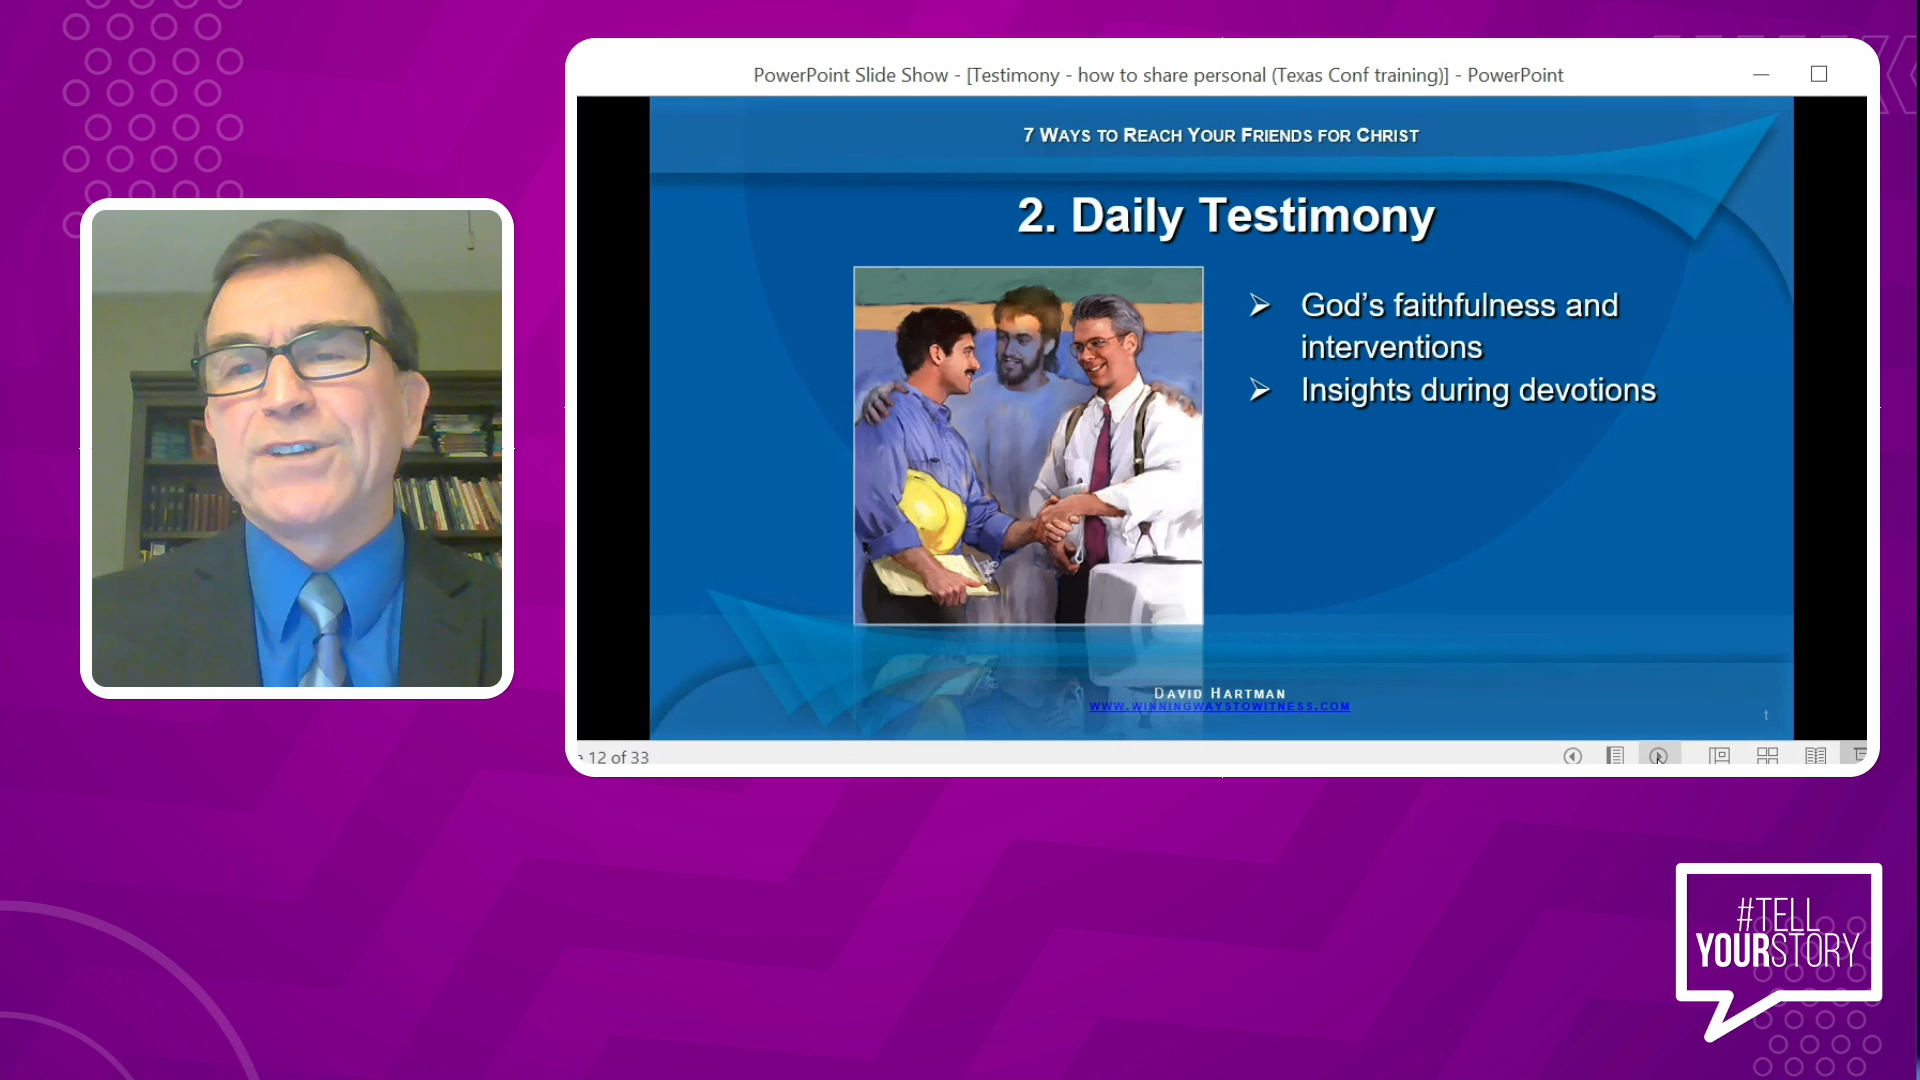 PowerPoint Slide Show - [Testimony - how to share personal (Texas Conf training)] - PowerPoint
7 WAYS TO REACH YOUR FRIENDS FOR CHRIST
2. Daily Testimony
God's faithfulness and
interventions
Insights during devotions
DAVID HARTMAN
WWW.WINNINGWAYSTOWITNESS.COM
t
12 of 33
#TELL
YOURSTORY